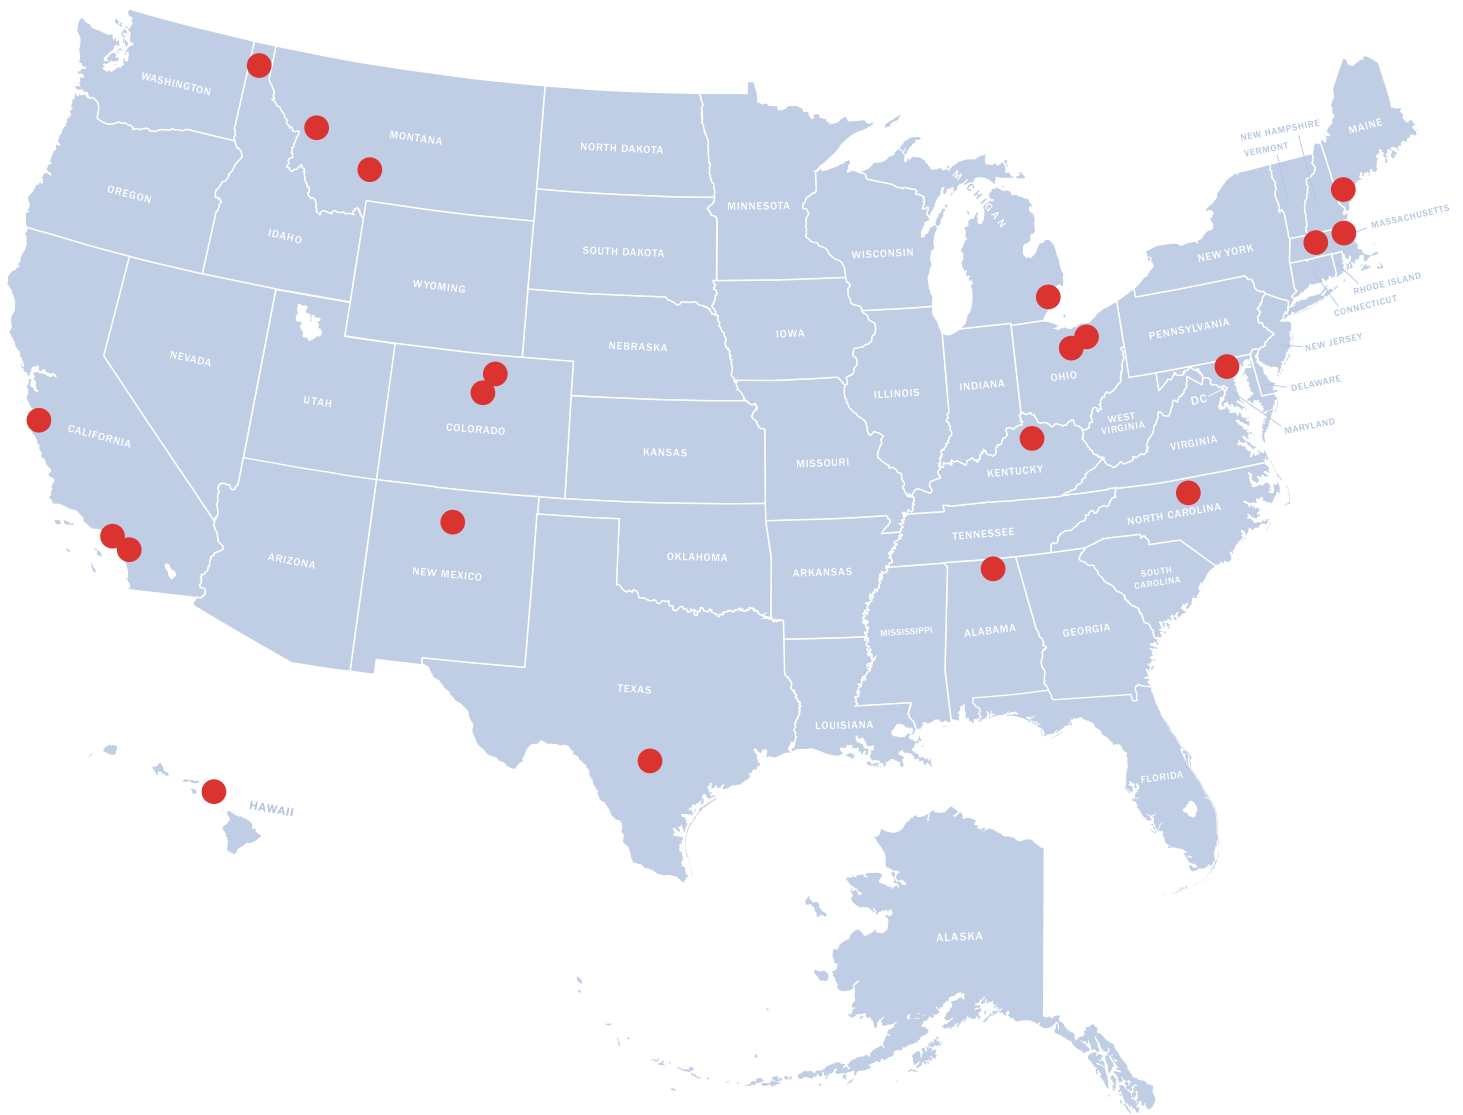 WASHINGTON
MONTANA
NORTH DAKOTA
MINNESOTA
MICHIGAN
NEW HAMPSHIRE
VERMONT
MAINE
OREGON
IDAHO
SOUTH DAKOTA
WISCONSIN
NEW YORK
MASSACHUSETTS
WYOMING
RHODE ISLAND
CONNECTICUT
NEVADA
NEBRASKA
IOWA
PENNSYLVANIA
NEW JERSEY
UTAH
COLORADO
ILLINOIS
INDIANA
OHIO
DELAWARE
DC
MARYLAND
CALIFORNIA
KANSAS
MISSOURI
KENTUCKY
WEST
VIRGINIA
VIRGINIA
ARIZONA
NEW MEXICO
OKLAHOMA
ARKANSAS
TENNESSEE
NORTH CAROLINA
SOUTH
CAROLINA
MISSISSIPPI
ALABAMA
GEORGIA
TEXAS
LOUISIANA
FLORIDA
HAWAII
ALASKA